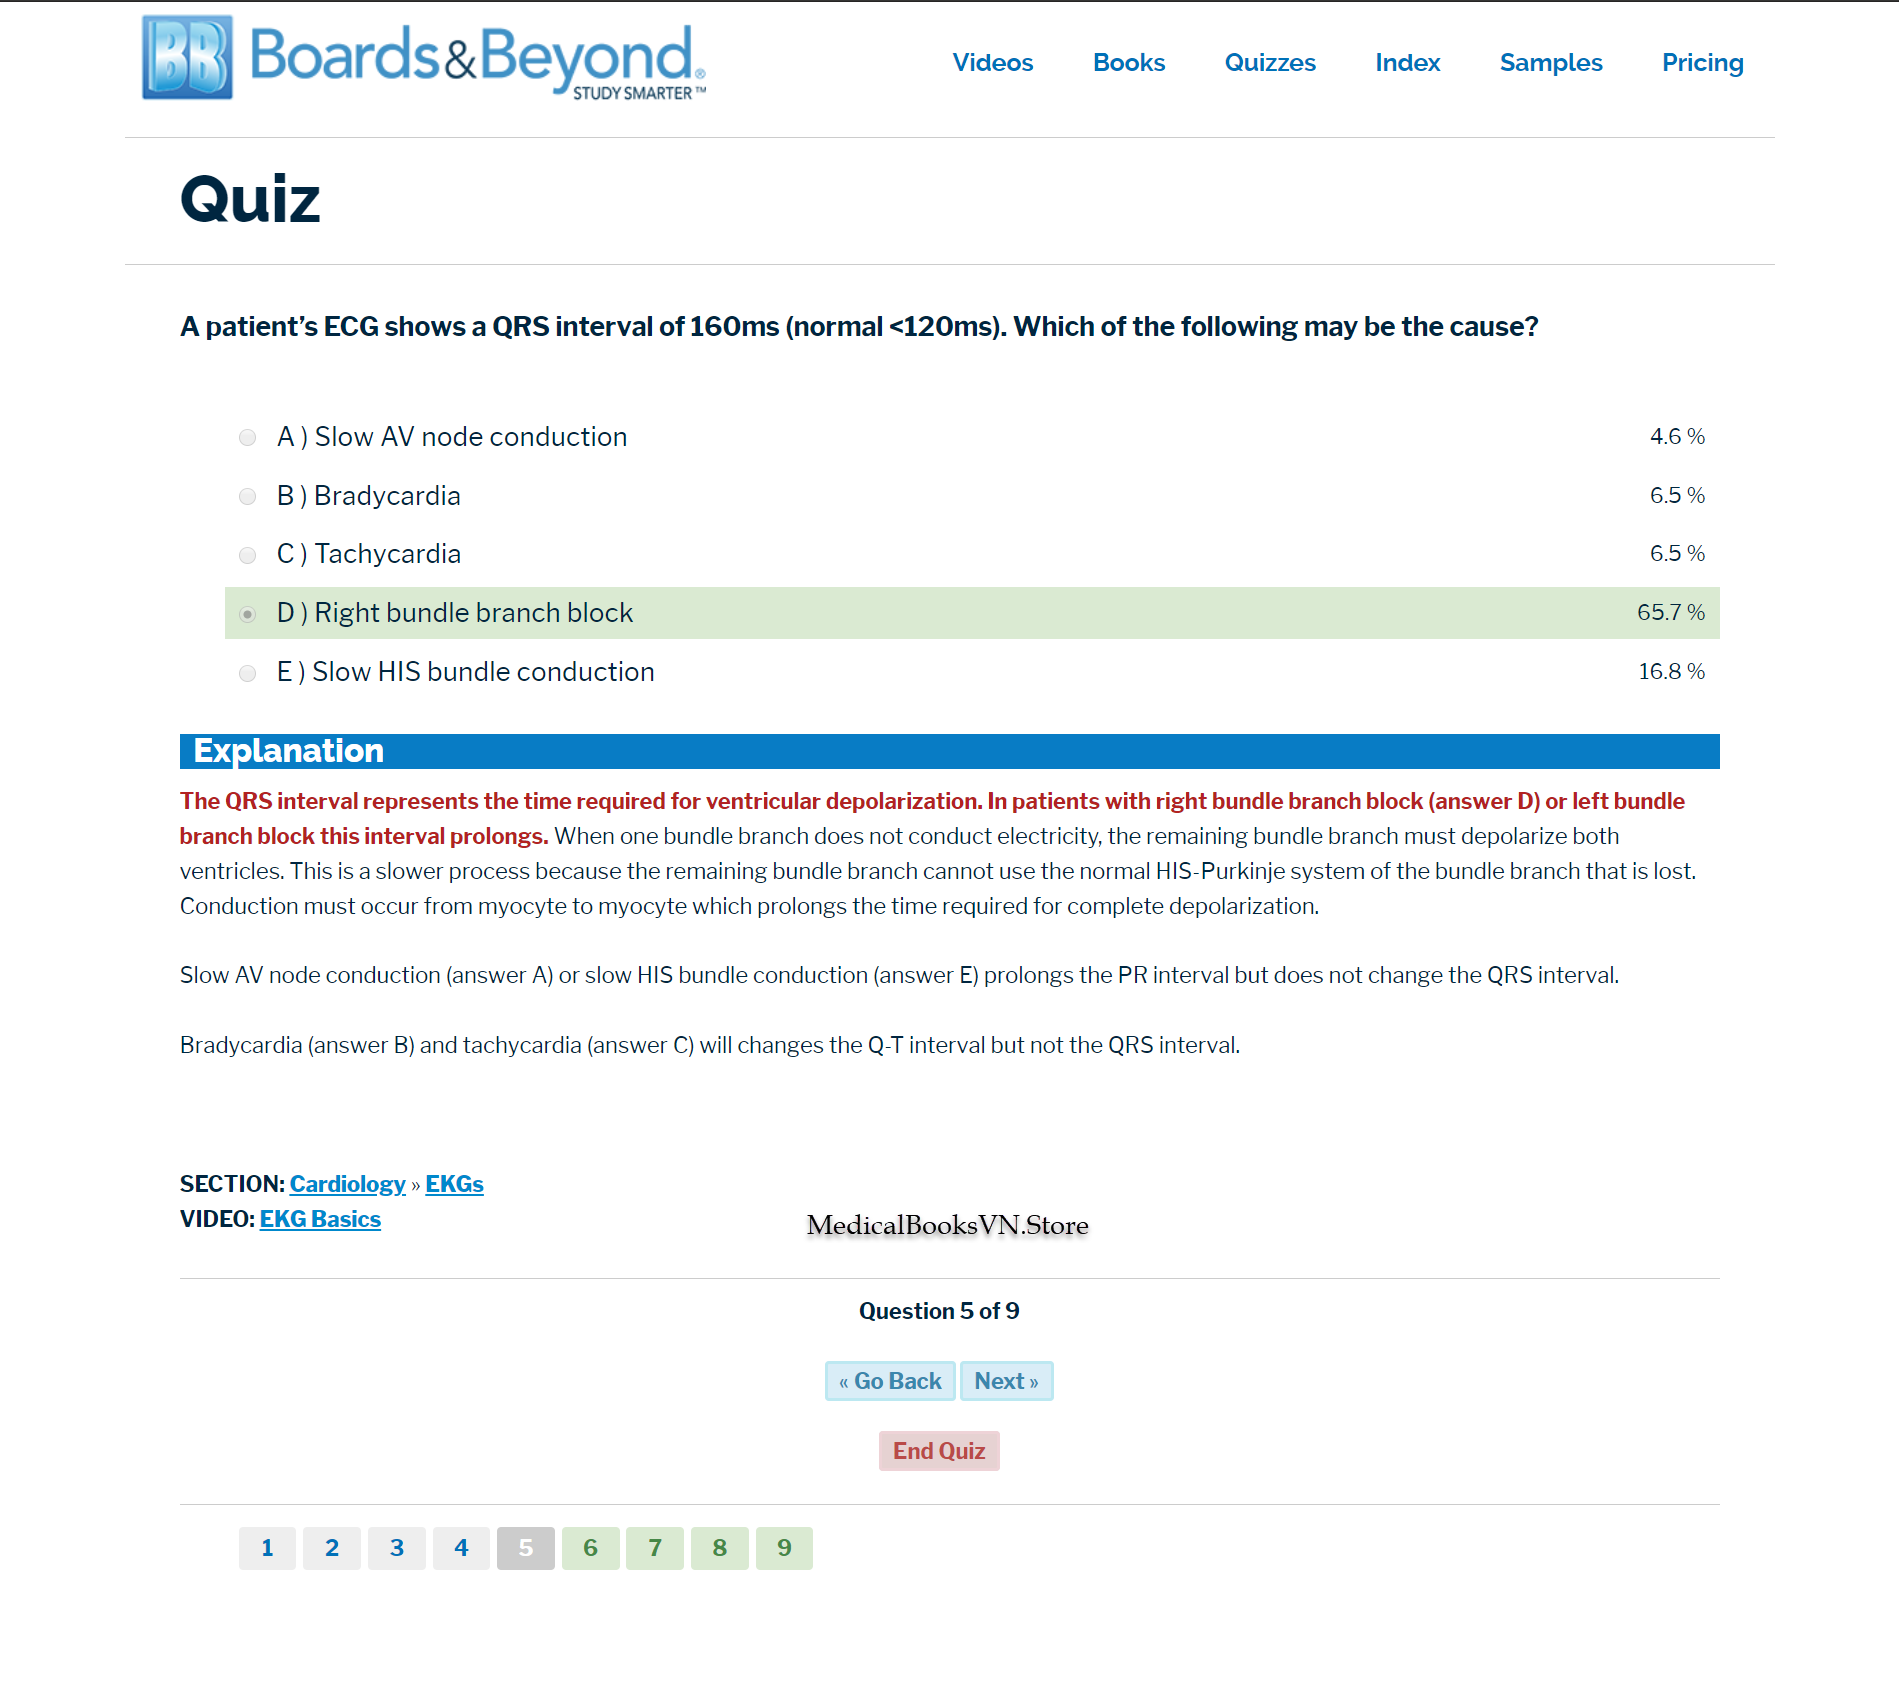 BB Boards&Beyond.®
STUDY SMARTER™
Videos Books Quizzes Index Samples Pricing
Quiz
A patient's ECG shows a QRS interval of 160ms (normal <120ms). Which of the following may be the cause?
A ) Slow AV node conduction 4.6 %
B ) Bradycardia 6.5 %
C ) Tachycardia 6.5 %
D ) Right bundle branch block 65.7 %
E ) Slow HIS bundle conduction 16.8 %
Explanation
The QRS interval represents the time required for ventricular depolarization. In patients with right bundle branch block (answer D) or left bundle
branch block this interval prolongs. When one bundle branch does not conduct electricity, the remaining bundle branch must depolarize both
ventricles. This is a slower process because the remaining bundle branch cannot use the normal HIS-Purkinje system of the bundle branch that is lost.
Conduction must occur from myocyte to myocyte which prolongs the time required for complete depolarization.
Slow AV node conduction (answer A) or slow HIS bundle conduction (answer E) prolongs the PR interval but does not change the QRS interval.
Bradycardia (answer B) and tachycardia (answer C) will changes the Q-T interval but not the QRS interval.
SECTION: Cardiology » EKGs
VIDEO: EKG Basics
MedicalBooksVN.Store
Question 5 of 9
« Go Back Next »
End Quiz
1 2 3 4 5 6 7 8 9